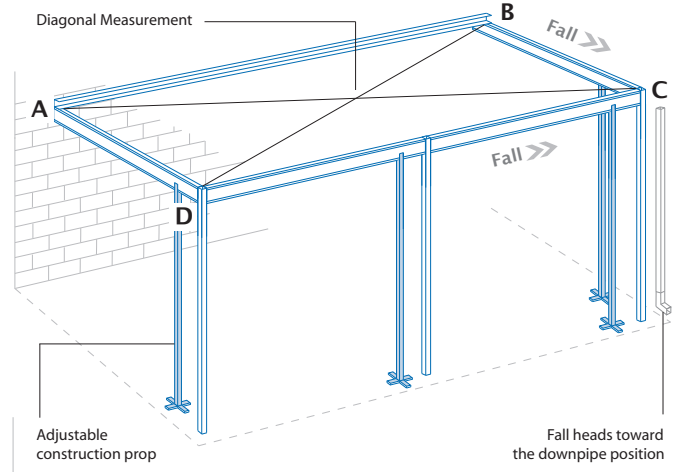 Diagonal Measurement
B
Fall
A
C
Fall
D
Adjustable
construction prop
Fall heads toward
the downpipe position